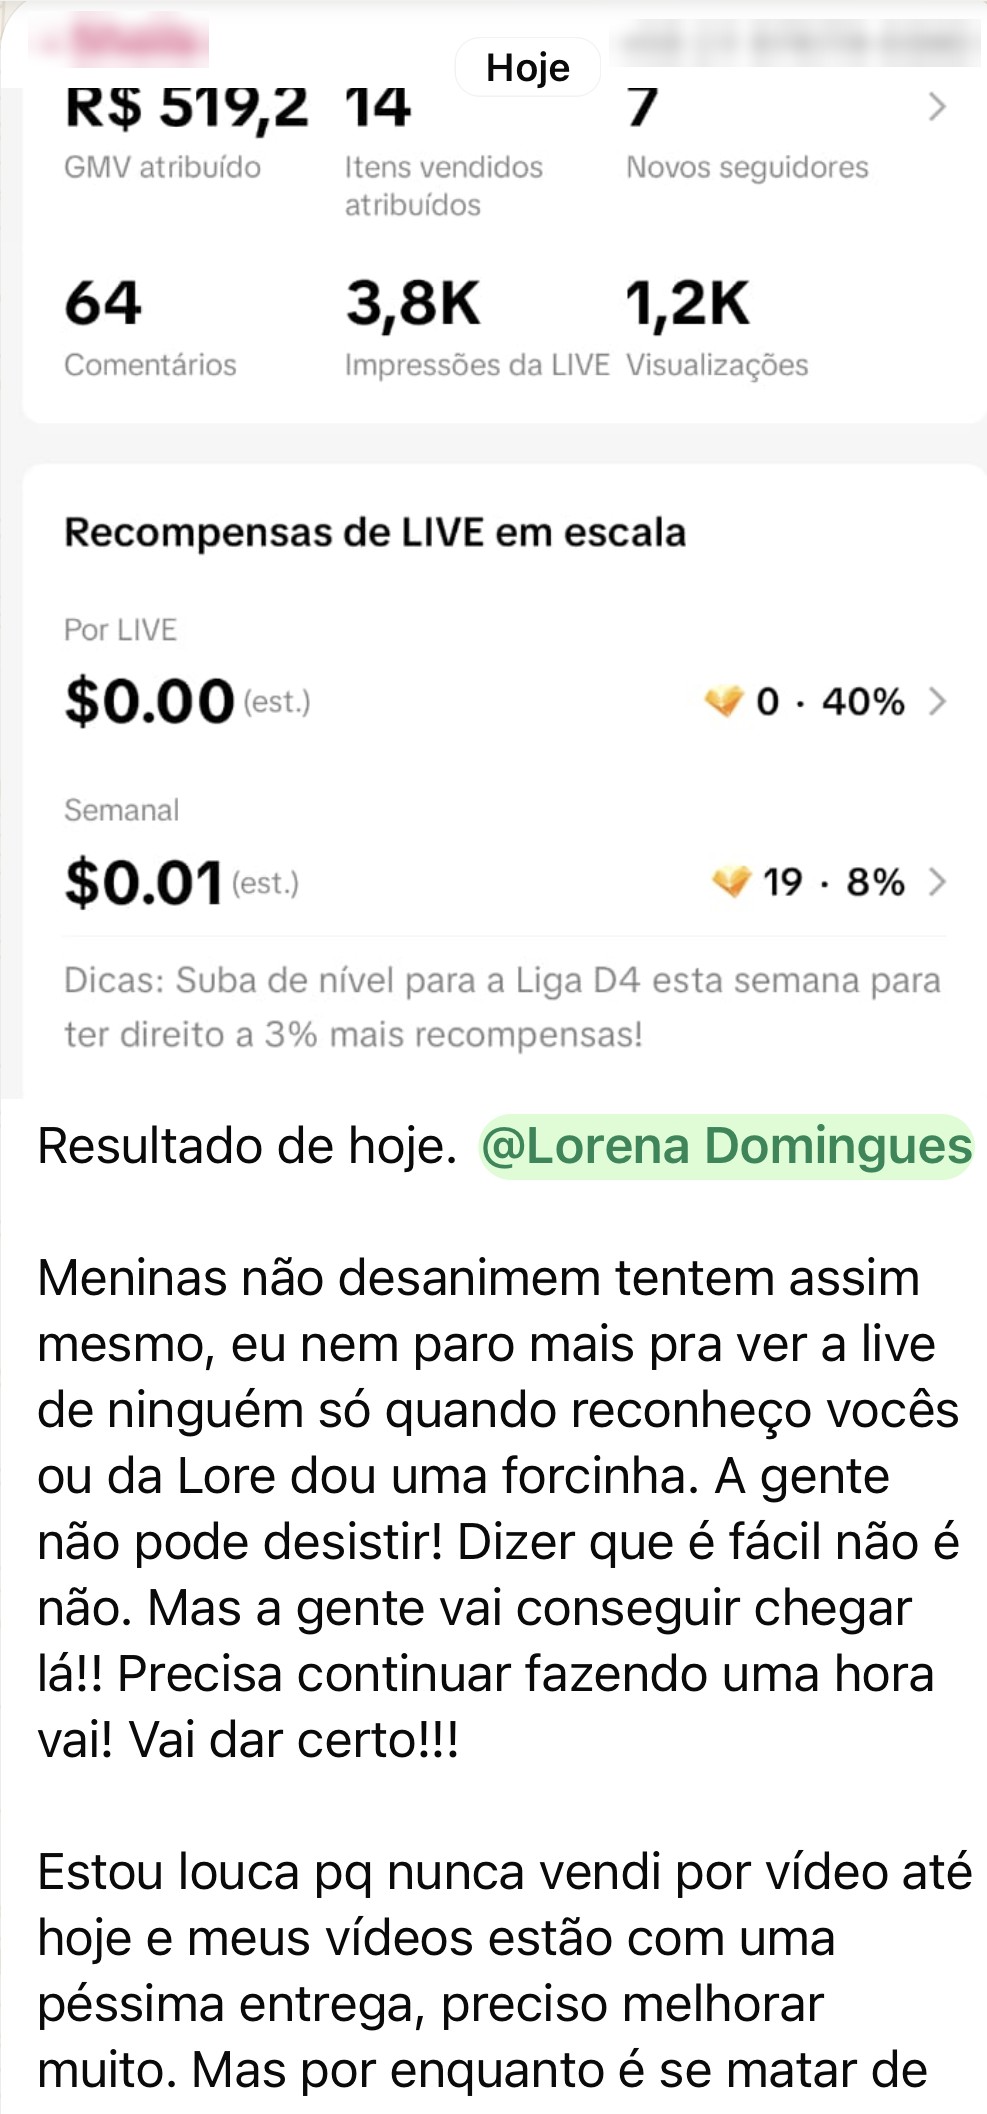 Hoje
R$ 519,2 14 7
GMV atribuído Itens vendidos atribuídos Novos seguidores
64 3,8K 1,2K
Comentários Impressões da LIVE Visualizações
Recompensas de LIVE em escala
Por LIVE
$0.00 (est.) 0 · 40%
Semanal
$0.01 (est.) 19 · 8%
Dicas: Suba de nível para a Liga D4 esta semana para
ter direito a 3% mais recompensas!
Resultado de hoje. @Lorena Domingues
Meninas não desanimem tentem assim
mesmo, eu nem paro mais pra ver a live
de ninguém só quando reconheço vocês
ou da Lore dou uma forcinha. A gente
não pode desistir! Dizer que é fácil não é
não. Mas a gente vai conseguir chegar
lá!! Precisa continuar fazendo uma hora
vai! Vai dar certo!!!
Estou louca pq nunca vendi por vídeo até
hoje e meus vídeos estão com uma
péssima entrega, preciso melhorar
muito. Mas por enquanto é se matar de